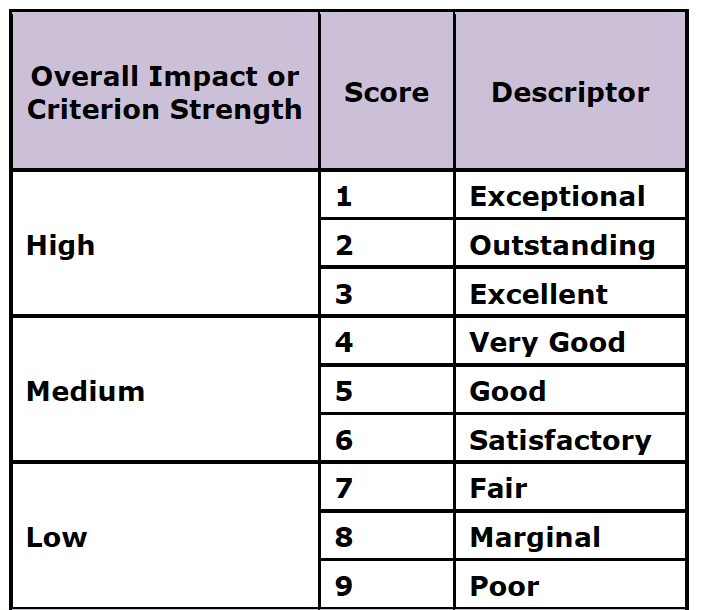 Overall Impact or
Criterion Strength
Score
Descriptor
High
1
Exceptional
2
Outstanding
3
Excellent
Medium
4
Very Good
5
Good
6
Satisfactory
Low
7
Fair
8
Marginal
9
Poor